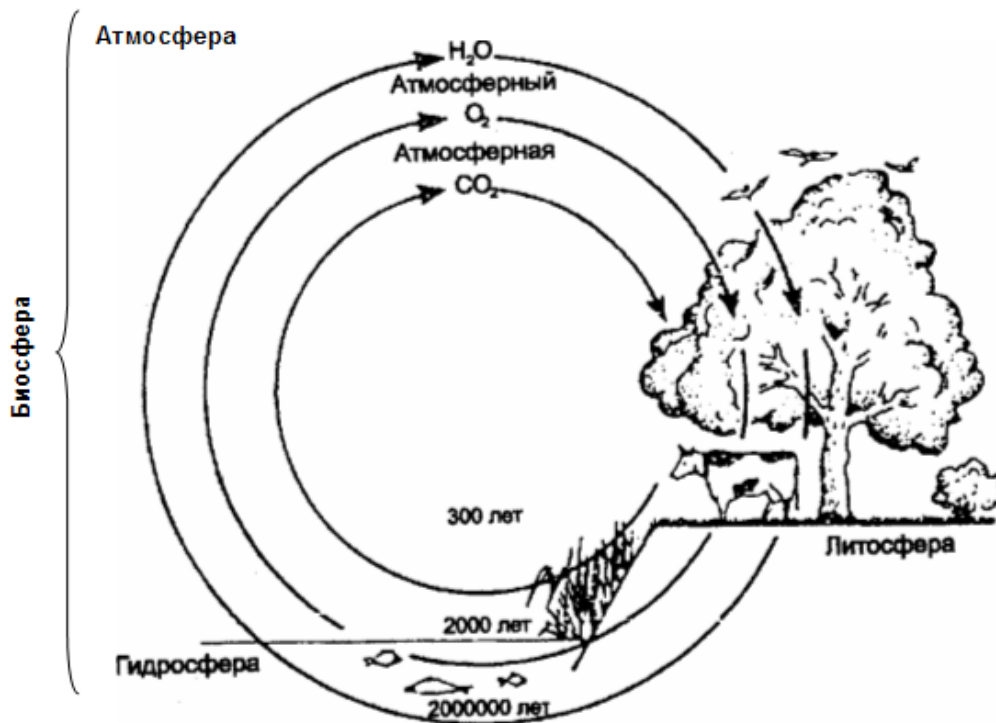 Атмосфера
H₂O
Атмосферный
O₂
Атмосферная
CO₂
Биосфера
300 лет
Литосфера
2000 лет
Гидросфера
2000000 лет